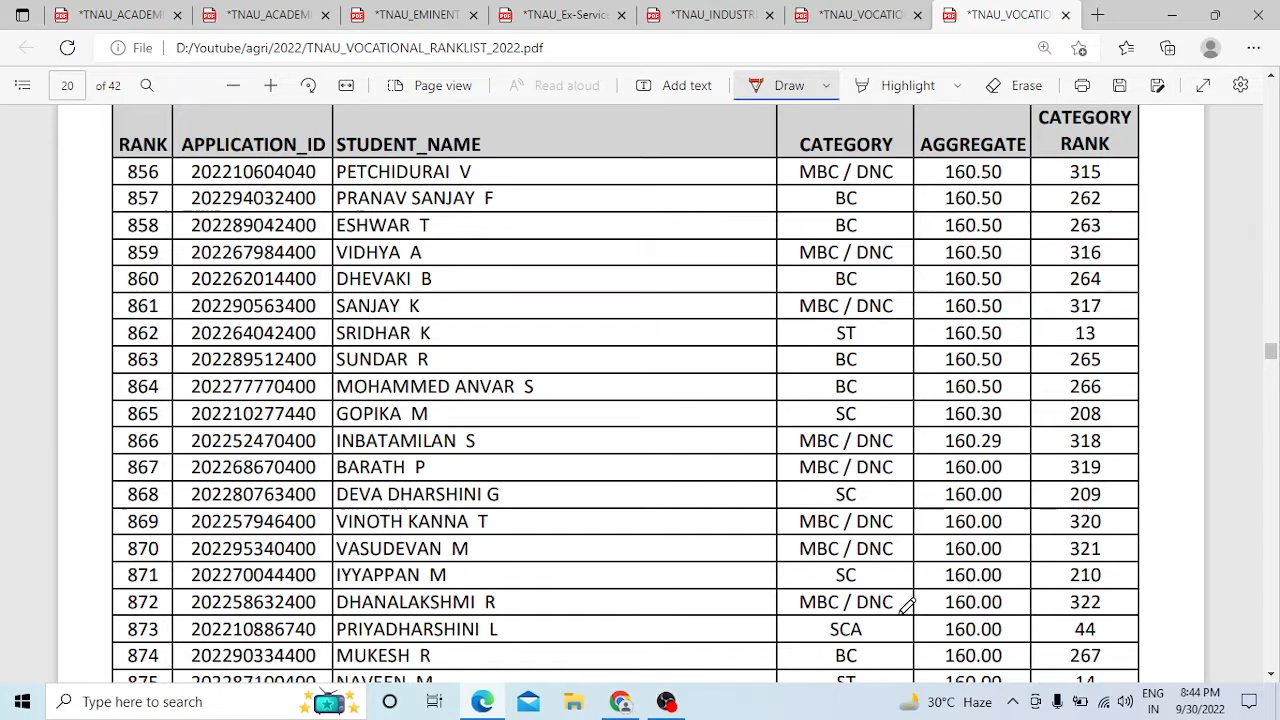 *TNAU_ACADEMI
*TNAU_ACADEMI
*TNAU_EMINENT
*TNAU_Ex-Service
*TNAU_INDUSTR
*TNAU_VOCATIO
*TNAU_VOCATIO
File D:/Youtube/agri/2022/TNAU_VOCATIONAL_RANKLIST_2022.pdf
20 of 42 Page view Read aloud Add text Draw Highlight Erase
RANK APPLICATION_ID STUDENT_NAME CATEGORY AGGREGATE CATEGORY RANK
856 202210604040 PETCHIDURAI V MBC / DNC 160.50 315
857 202294032400 PRANAV SANJAY F BC 160.50 262
858 202289042400 ESHWAR T BC 160.50 263
859 202267984400 VIDHYA A MBC / DNC 160.50 316
860 202262014400 DHEVAKI B BC 160.50 264
861 202290563400 SANJAY K MBC / DNC 160.50 317
862 202264042400 SRIDHAR K ST 160.50 13
863 202289512400 SUNDAR R BC 160.50 265
864 202277770400 MOHAMMED ANVAR S BC 160.50 266
865 202210277440 GOPIKA M SC 160.30 208
866 202252470400 INBATAMILAN S MBC / DNC 160.29 318
867 202268670400 BARATH P MBC / DNC 160.00 319
868 202280763400 DEVA DHARSHINI G SC 160.00 209
869 202257946400 VINOTH KANNA T MBC / DNC 160.00 320
870 202295340400 VASUDEVAN M MBC / DNC 160.00 321
871 202270044400 IYYAPPAN M SC 160.00 210
872 202258632400 DHANALAKSHMI R MBC / DNC 160.00 322
873 202210886740 PRIYADHARSHINI L SCA 160.00 44
874 202290334400 MUKESH R BC 160.00 267
875 202287100400 NAVEEN M ST 160.00 14
Type here to search 30°C Haze ENG IN 8:44 PM 9/30/2022